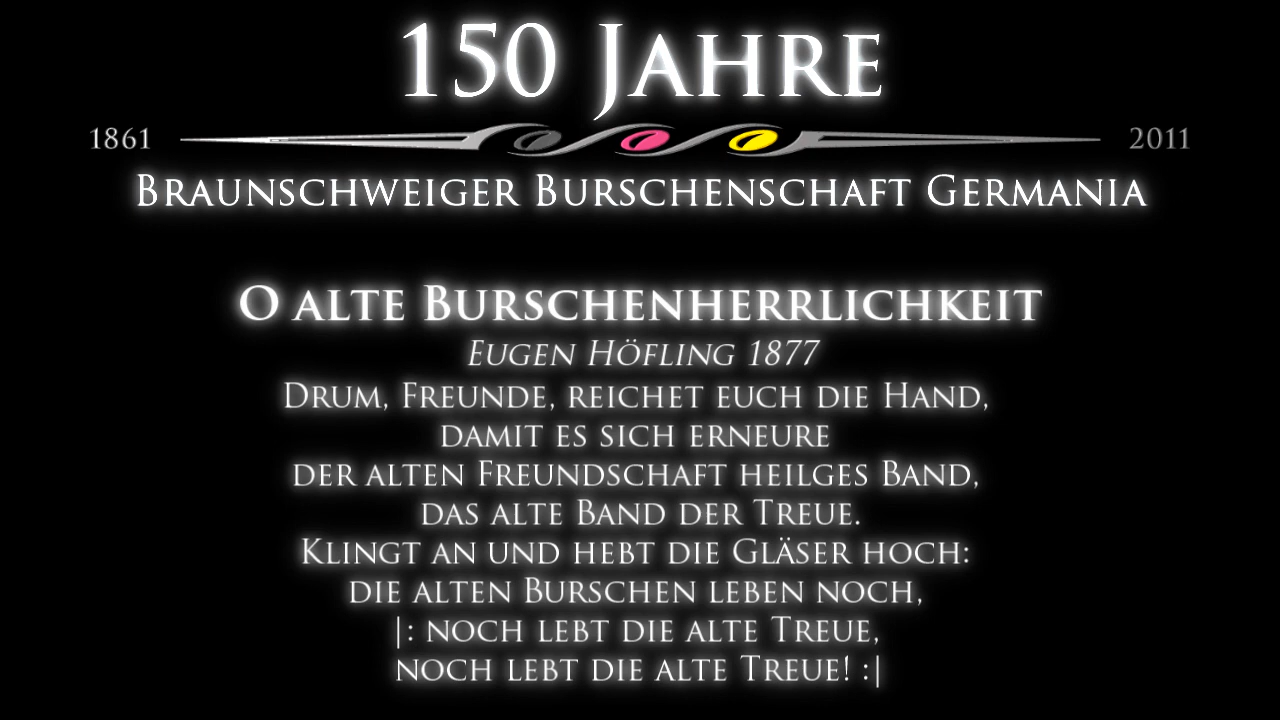 150 Jahre
1861 2011
Braunschweiger Burschenschaft Germania
O alte Burschenherrlichkeit
Eugen Höfling 1877
Drum, Freunde, reichet euch die Hand,
damit es sich erneure
der alten Freundschaft heilges Band,
das alte Band der Treue.
Klingt an und hebt die Gläser hoch:
die alten Burschen leben noch,
|: noch lebt die alte Treue,
noch lebt die alte Treue! :|